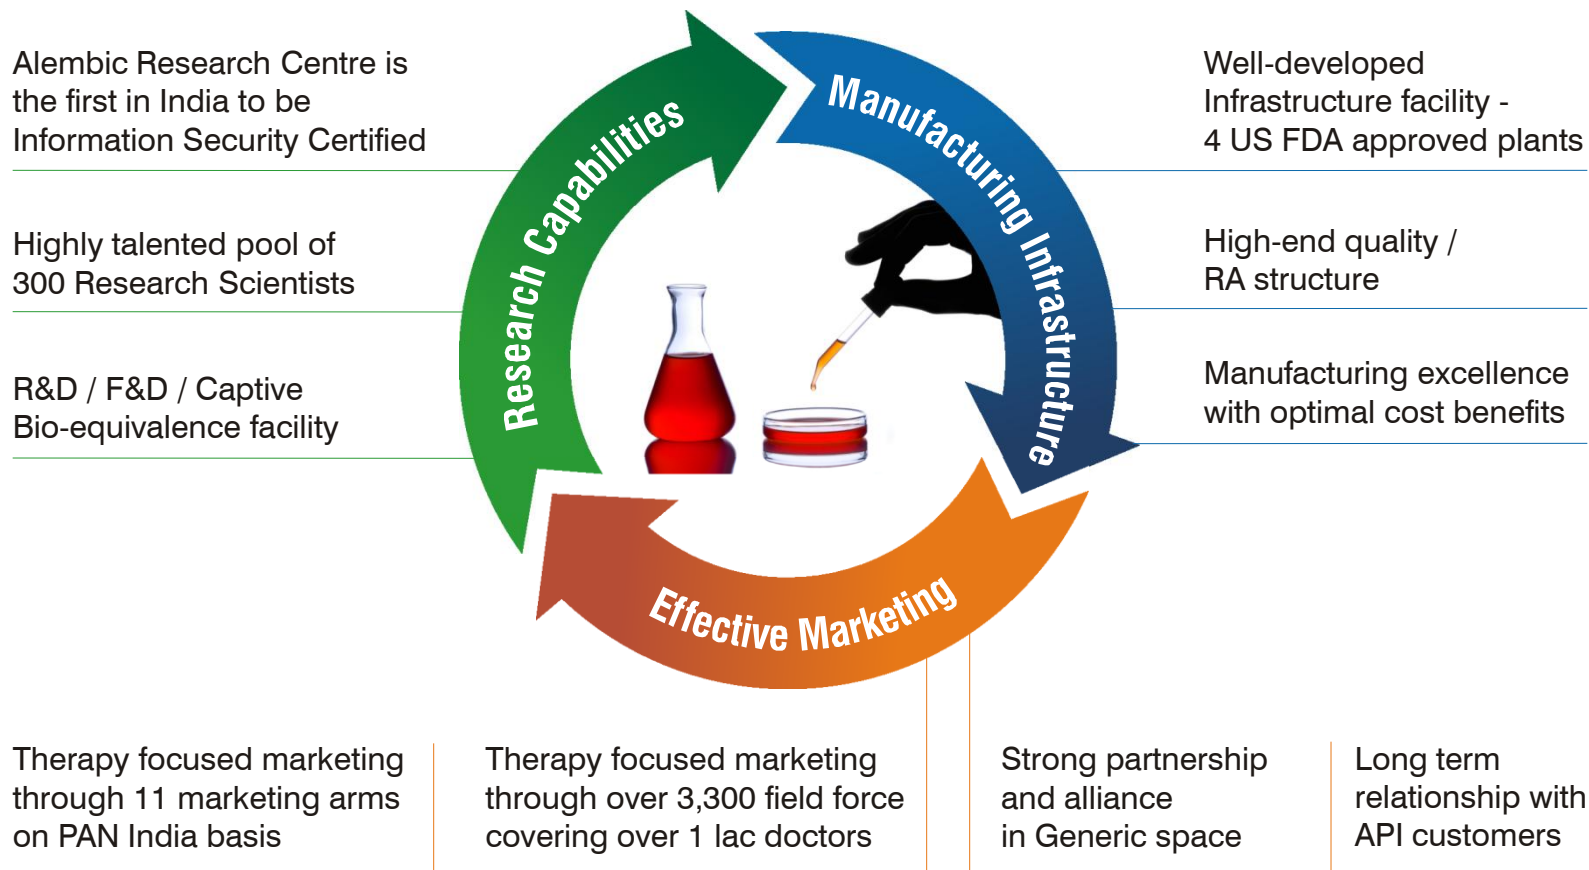 Alembic Research Centre is
the first in India to be
Information Security Certified
Highly talented pool of
300 Research Scientists
R&D / F&D / Captive
Bio-equivalence facility
Research Capabilities
Manufacturing Infrastructure
Effective Marketing
Well-developed
Infrastructure facility -
4 US FDA approved plants
High-end quality /
RA structure
Manufacturing excellence
with optimal cost benefits
Therapy focused marketing
through 11 marketing arms
on PAN India basis
Therapy focused marketing
through over 3,300 field force
covering over 1 lac doctors
Strong partnership
and alliance
in Generic space
Long term
relationship with
API customers